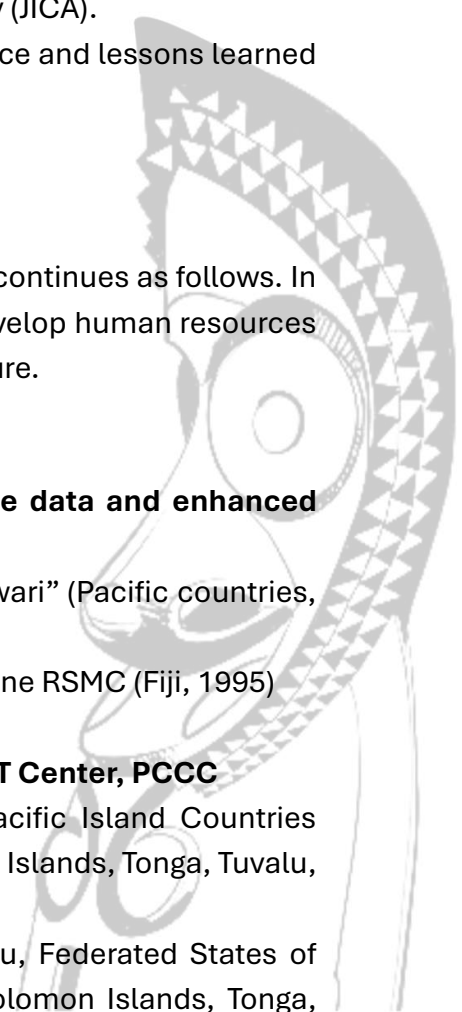 (JICA).
ce and lessons learned
continues as follows. In
velop human resources
ure.
e data and enhanced
wari” (Pacific countries,
ne RSMC (Fiji, 1995)
T Center, PCCC
acific Island Countries
Islands, Tonga, Tuvalu,
u, Federated States of
olomon Islands, Tonga,